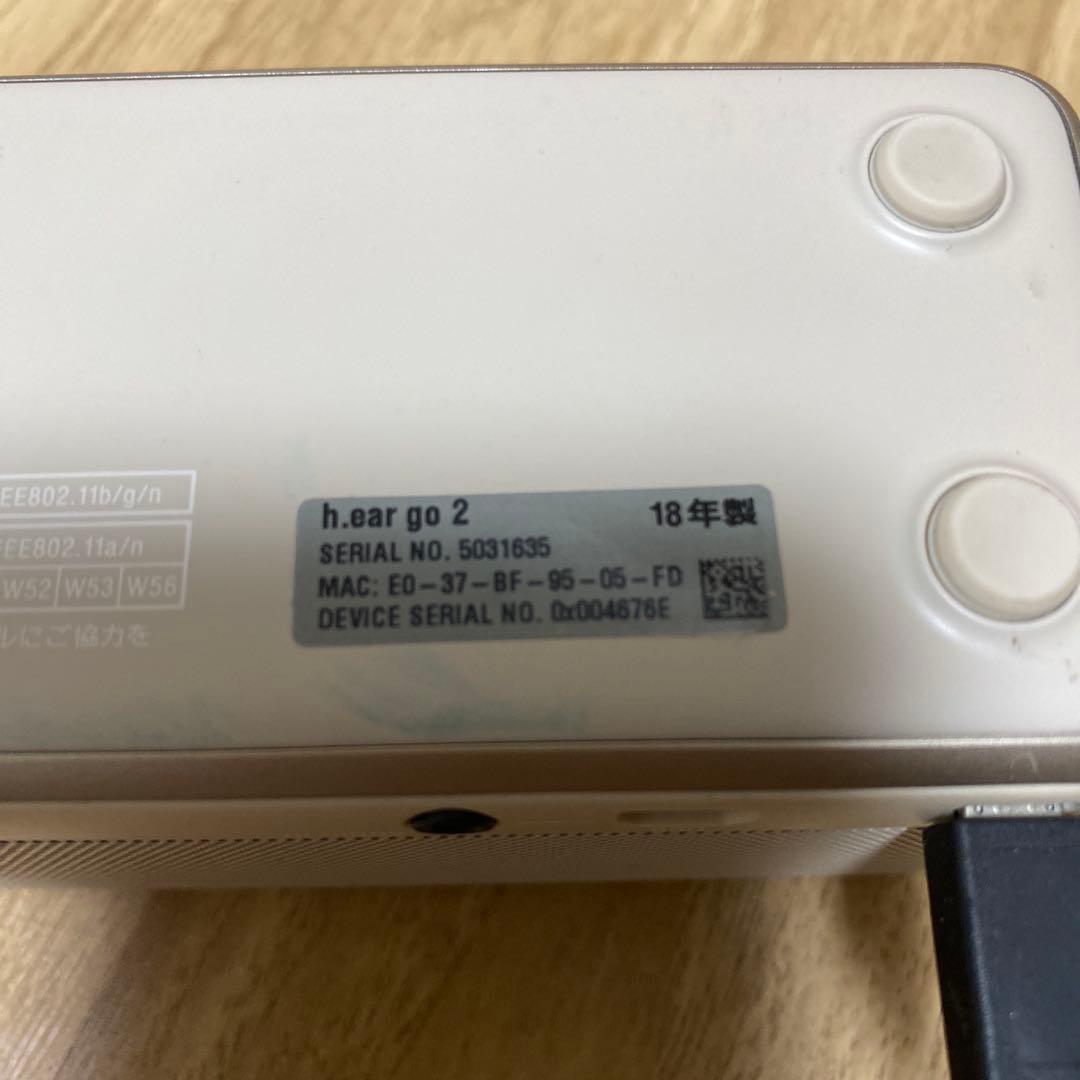 EE802.11b/g/n
EEE802.11a/n
W52 W53 W56
ルにご協力を
h.ear go 2 18年製
SERIAL NO. 5031635
MAC: E0-37-BF-95-05-FD
DEVICE SERIAL NO. 0x004676E